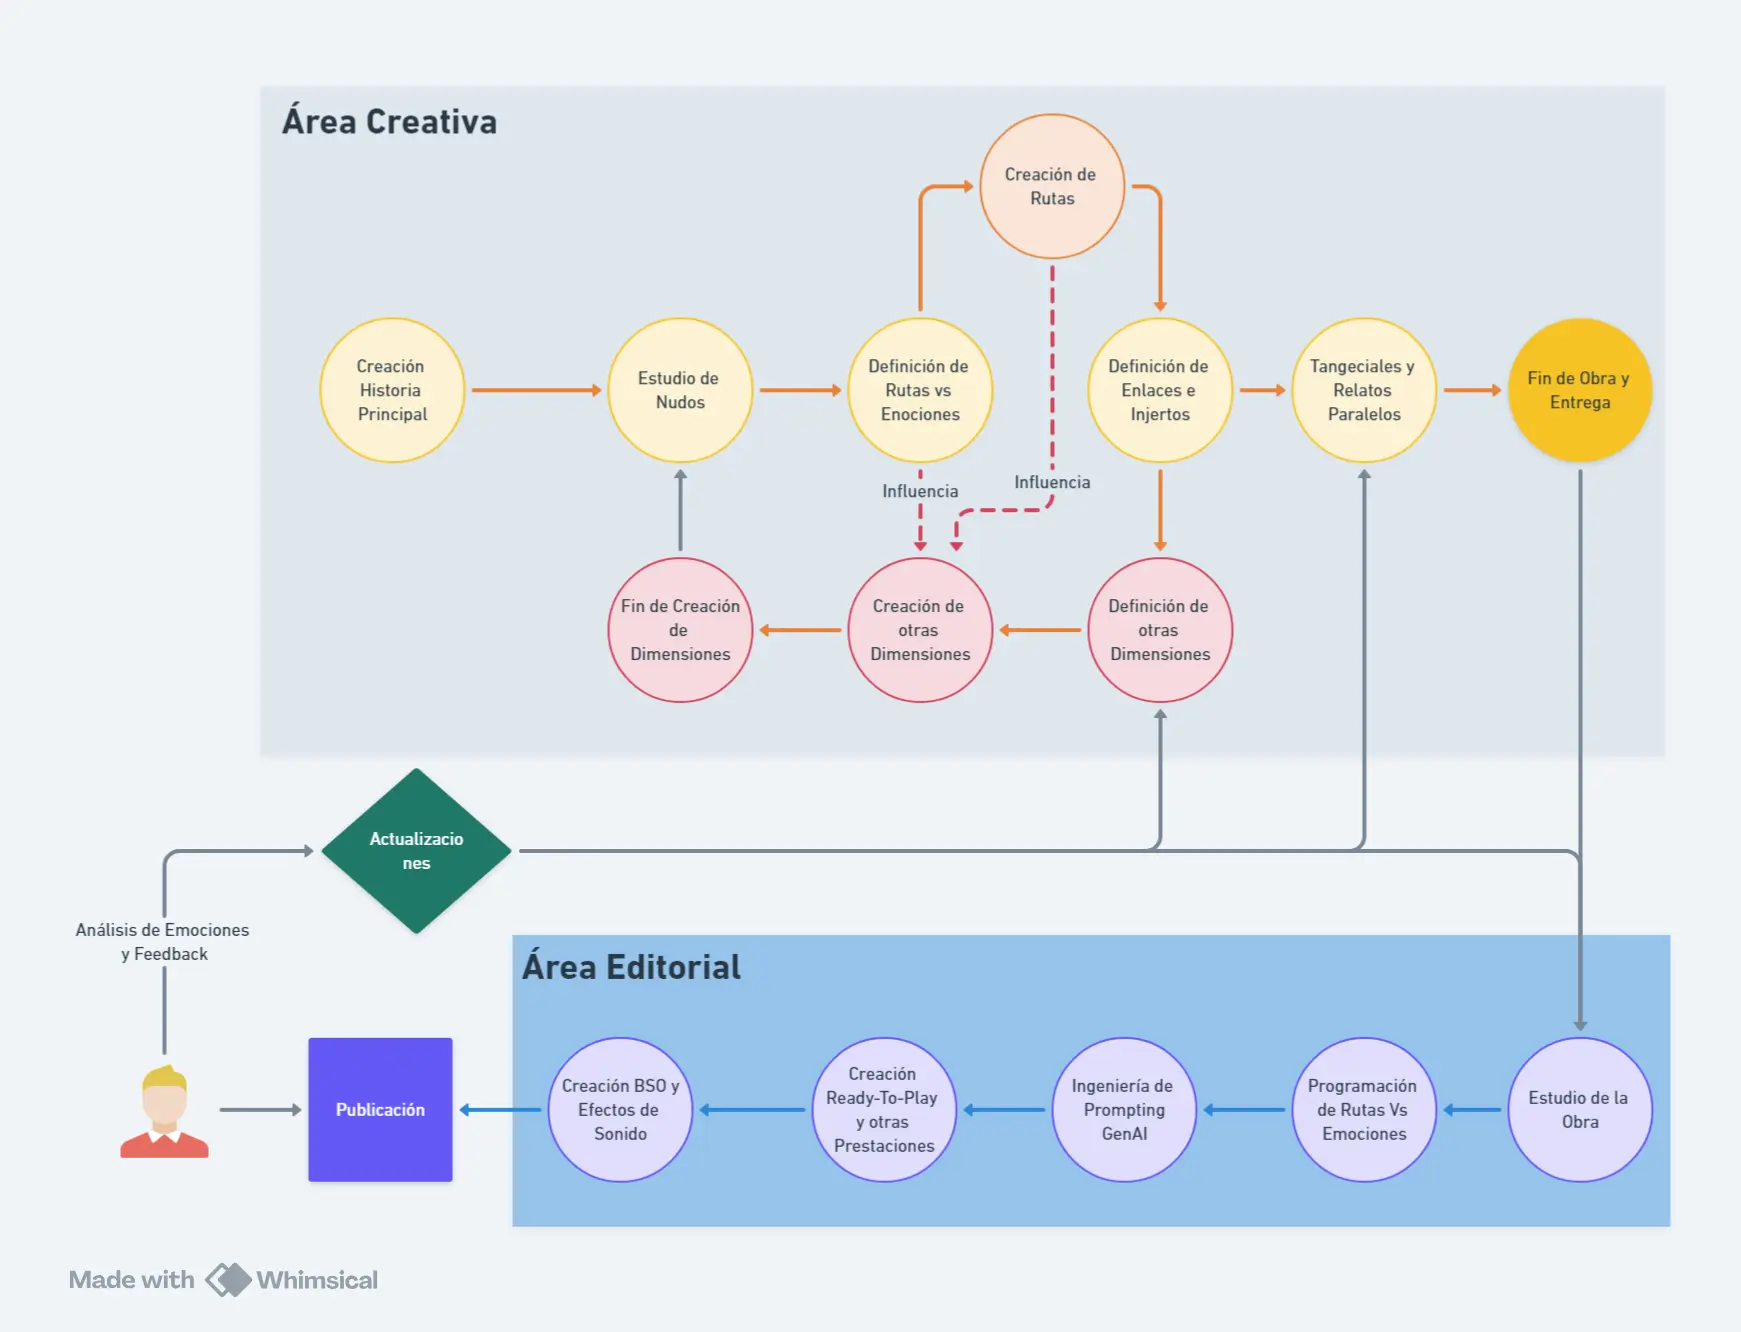 Área Creativa
Creación de
Rutas
Creación
Historia
Principal
Estudio de
Nudos
Definición de
Rutas vs
Enociones
Definición de
Enlaces e
Injertos
Tangeciales y
Relatos
Paralelos
Fin de Obra y
Entrega
Influencia
Influencia
Fin de Creación
de
Dimensiones
Creación de
otras
Dimensiones
Definición de
otras
Dimensiones
Actualizacio
nes
Análisis de Emociones
y Feedback
Área Editorial
Publicación
Creación BSO y
Efectos de
Sonido
Creación
Ready-To-Play
y otras
Prestaciones
Ingeniería de
Prompting
GenAI
Programación
de Rutas Vs
Emociones
Estudio de la
Obra
Made with Whimsical